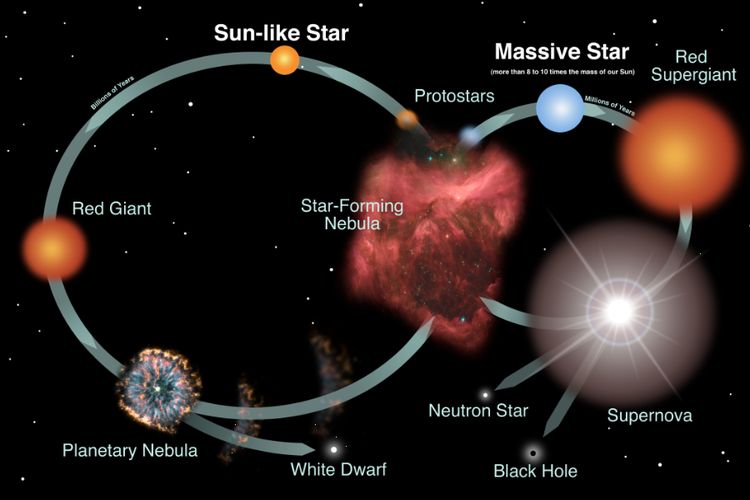 Sun-like Star
Massive Star
(more than 8 to 10 times the mass of our Sun)
Red
Supergiant
Billions of Years
Protostars
Millions of Years
Red Giant
Star-Forming
Nebula
Neutron Star
Supernova
Planetary Nebula
White Dwarf
Black Hole